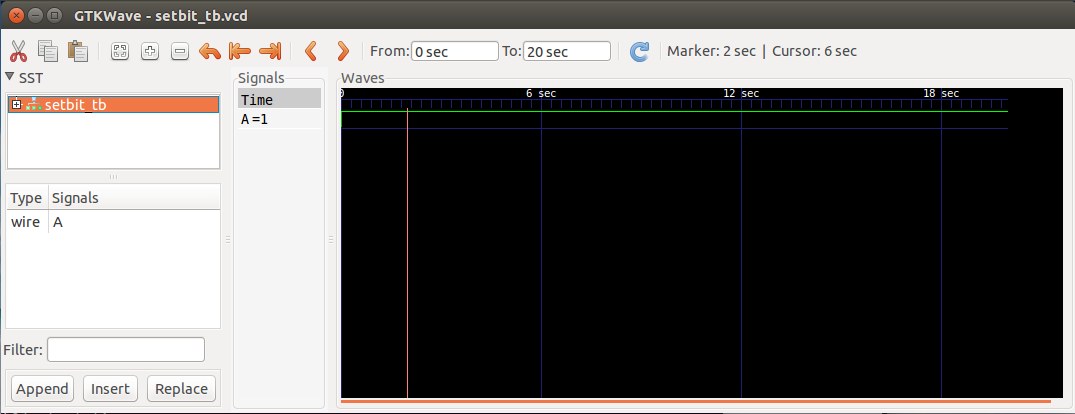 GTKWave - setbit_tb.vcd
From: 0 sec To: 20 sec Marker: 2 sec | Cursor: 6 sec
SST
setbit_tb
Type Signals
wire A
Filter:
Append Insert Replace
Signals
Time
A=1
Waves
0 6 sec 12 sec 18 sec